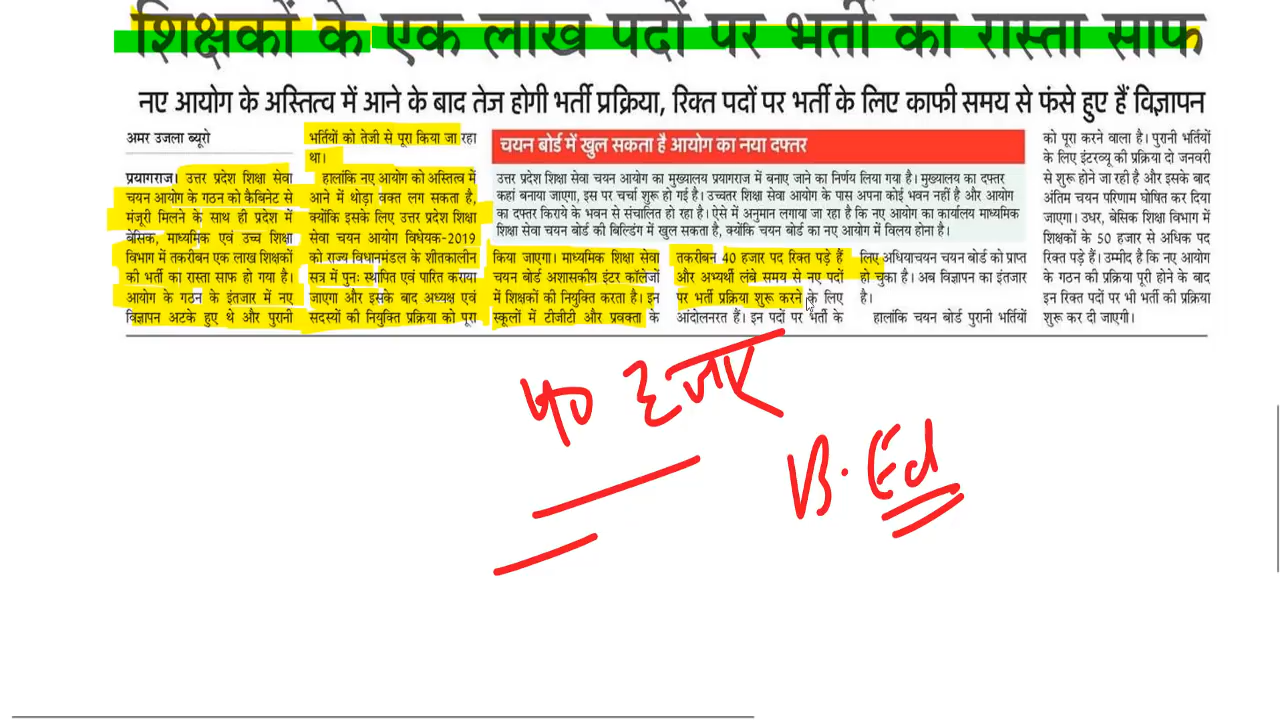 शिक्षकों के एक लाख पदों पर भर्ती का रास्ता साफ
नए आयोग के अस्तित्व में आने के बाद तेज होगी भर्ती प्रक्रिया, रिक्त पदों पर भर्ती के लिए काफी समय से फंसे हुए हैं विज्ञापन
अमर उजला ब्यूरो
प्रयागराज। उत्तर प्रदेश शिक्षा सेवा
चयन आयोग के गठन को कैबिनेट से
मंजूरी मिलने के साथ ही प्रदेश में
बेसिक, माध्यमिक एवं उच्च शिक्षा
विभाग में तकरीबन एक लाख शिक्षकों
की भर्ती का रास्ता साफ हो गया है।
आयोग के गठन के इंतजार में नए
विज्ञापन अटके हुए थे और पुरानी
भर्तियों को तेजी से पूरा किया जा रहा
था।
हालांकि नए आयोग को अस्तित्व में
आने में थोड़ा वक्त लग सकता है,
क्योंकि इसके लिए उत्तर प्रदेश शिक्षा
सेवा चयन आयोग विधेयक-2019
को राज्य विधानमंडल के शीतकालीन
सत्र में पुनः स्थापित एवं पारित कराया
जाएगा और इसके बाद अध्यक्ष एवं
सदस्यों की नियुक्ति प्रक्रिया को पूरा
चयन बोर्ड में खुल सकता है आयोग का नया दफ्तर
उत्तर प्रदेश शिक्षा सेवा चयन आयोग का मुख्यालय प्रयागराज में बनाए जाने का निर्णय लिया गया है। मुख्यालय का दफ्तर
कहां बनाया जाएगा, इस पर चर्चा शुरू हो गई है। उच्चतर शिक्षा सेवा आयोग के पास अपना कोई भवन नहीं है और आयोग
का दफ्तर किराये के भवन से संचालित हो रहा है। ऐसे में अनुमान लगाया जा रहा है कि नए आयोग का कार्यालय माध्यमिक
शिक्षा सेवा चयन बोर्ड की बिल्डिंग में खुल सकता है, क्योंकि चयन बोर्ड का नए आयोग में विलय होना है।
किया जाएगा। माध्यमिक शिक्षा सेवा
चयन बोर्ड अशासकीय इंटर कॉलेजों
में शिक्षकों की नियुक्ति करता है। इन
स्कूलों में टीजीटी और प्रवक्ता के
तकरीबन 40 हजार पद रिक्त पड़े हैं
और अभ्यर्थी लंबे समय से नए पदों
पर भर्ती प्रक्रिया शुरू करने के लिए
आंदोलनरत हैं। इन पदों पर भर्ती के
लिए अधियाचन चयन बोर्ड को प्राप्त
हो चुका है। अब विज्ञापन का इंतजार
है।
हालांकि चयन बोर्ड पुरानी भर्तियों
को पूरा करने वाला है। पुरानी भर्तियों
के लिए इंटरव्यू की प्रक्रिया दो जनवरी
से शुरू होने जा रही है और इसके बाद
अंतिम चयन परिणाम घोषित कर दिया
जाएगा। उधर, बेसिक शिक्षा विभाग में
शिक्षकों के 50 हजार से अधिक पद
रिक्त पड़े हैं। उम्मीद है कि नए आयोग
के गठन की प्रक्रिया पूरी होने के बाद
इन रिक्त पदों पर भी भर्ती की प्रक्रिया
शुरू कर दी जाएगी।
40 हजार
B.Ed